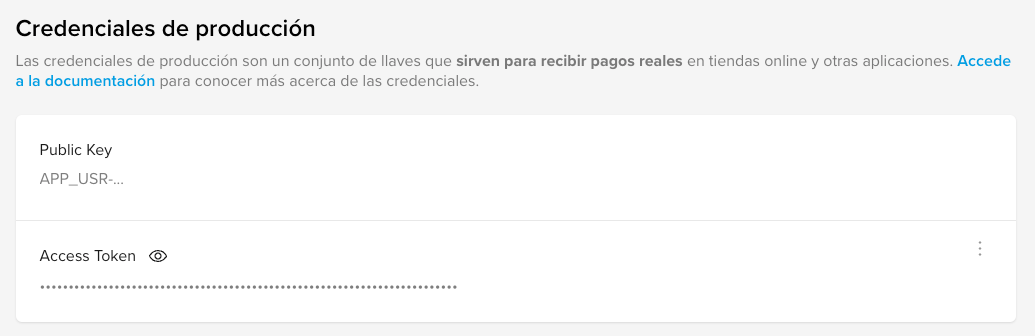 Credenciales de producción
Las credenciales de producción son un conjunto de llaves que sirven para recibir pagos reales en tiendas online y otras aplicaciones. Accede
a la documentación para conocer más acerca de las credenciales.
Public Key
APP_USR-...
Access Token